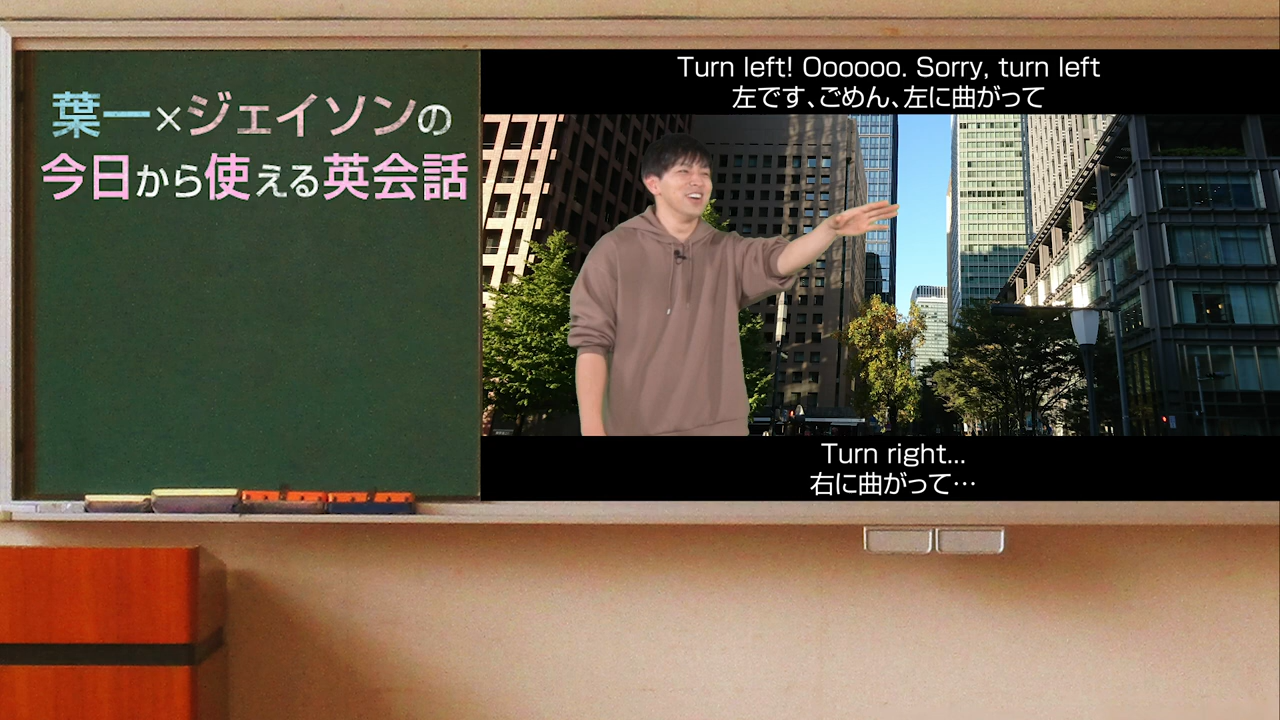 葉一×ジェイソンの
今日から使える英会話
Turn left! Oooooo. Sorry, turn left
左です、ごめん、左に曲がって
Turn right...
右に曲がって…